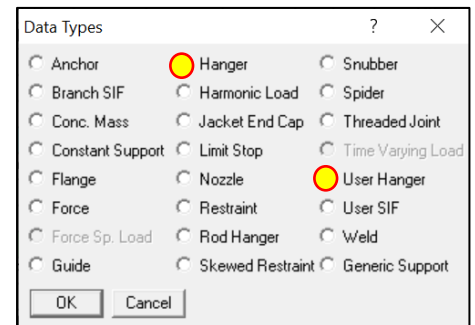 Data Types ?
Anchor Hanger Snubber
Branch SIF Harmonic Load Spider
Conc. Mass Jacket End Cap Threaded Joint
Constant Support Limit Stop Time Varying Load
Flange Nozzle User Hanger
Force Restraint User SIF
Force Sp. Load Rod Hanger Weld
Guide Skewed Restraint Generic Support
OK Cancel